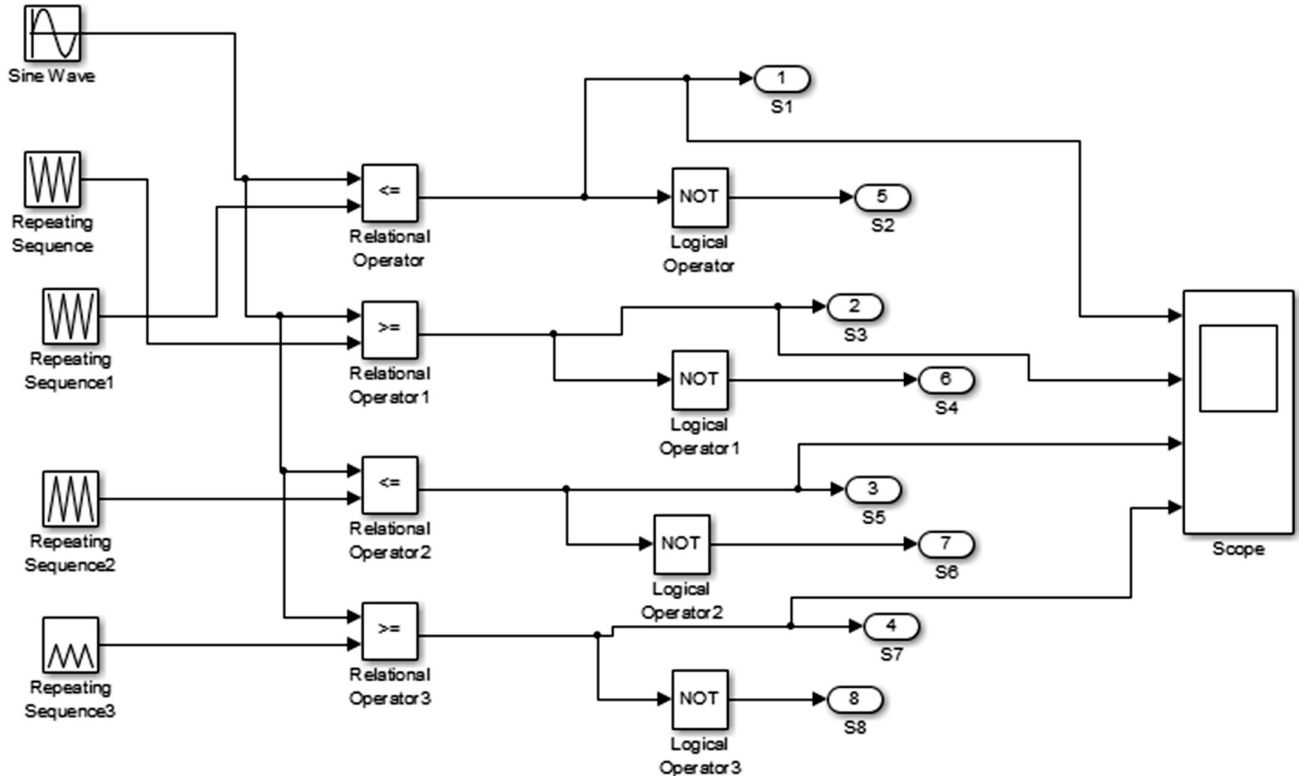 Sine Wave
1
S1
Repeating
Sequence
<=
Relational
Operator
NOT
Logical
Operator
5
S2
Repeating
Sequence1
>=
Relational
Operator1
2
S3
NOT
Logical
Operator1
6
S4
Repeating
Sequence2
<=
Relational
Operator2
3
S5
NOT
Logical
Operator2
7
S6
Scope
Repeating
Sequence3
>=
Relational
Operator3
4
S7
NOT
Logical
Operator3
8
S8